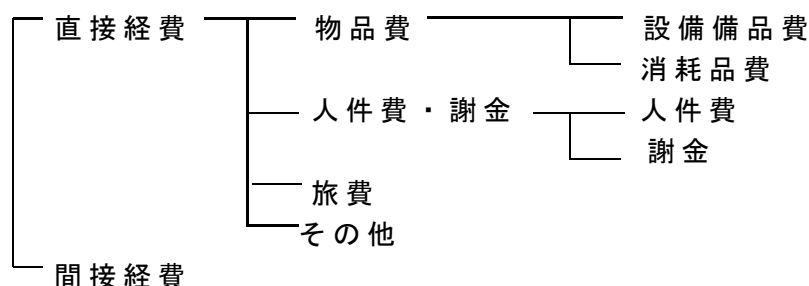 直接経費 物品費 設備備品費
消耗品費
人件費・謝金 人件費
謝金
旅費
その他
間接経費